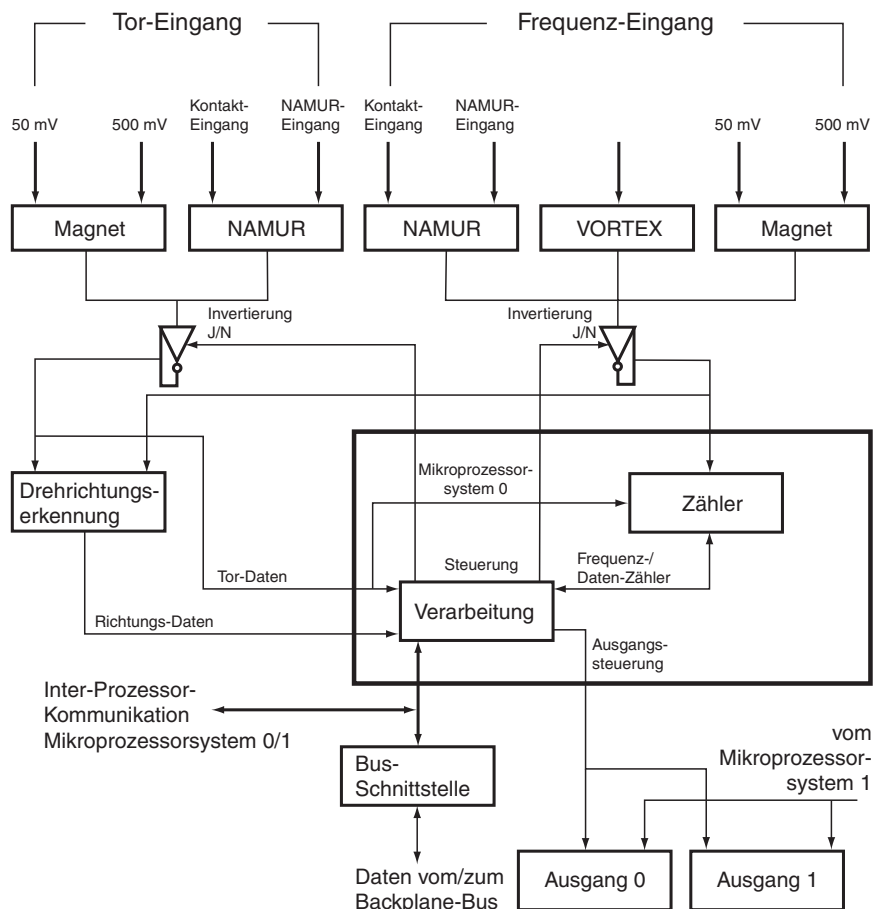 Tor-Eingang
Frequenz-Eingang
50 mV
500 mV
Kontakt-
Eingang
NAMUR-
Eingang
Kontakt-
Eingang
NAMUR-
Eingang
50 mV
500 mV
Magnet
NAMUR
NAMUR
VORTEX
Magnet
Invertierung
J/N
Invertierung
J/N
Drehrichtungs-
erkennung
Mikroprozessor-
system 0
Zähler
Tor-Daten
Steuerung
Frequenz-/
Daten-Zähler
Verarbeitung
Richtungs-Daten
Ausgangs-
steuerung
Inter-Prozessor-
Kommunikation
Mikroprozessorsystem 0/1
vom
Mikroprozessor-
system 1
Bus-
Schnittstelle
Daten vom/zum
Backplane-Bus
Ausgang 0
Ausgang 1